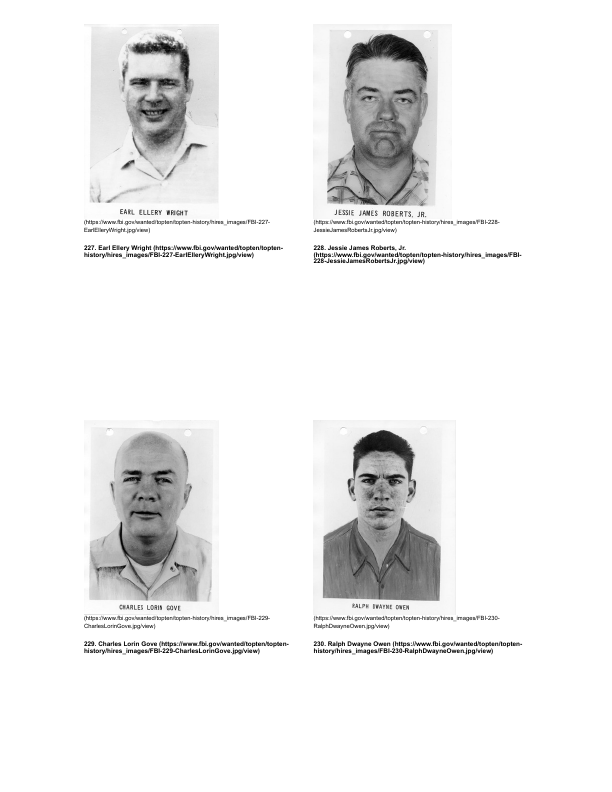 EARL ELLERY WRIGHT
(https://www.fbi.gov/wanted/topten/topten-history/hires_images/FBI-227-
EarlElleryWright.jpg/view)
227. Earl Ellery Wright (https://www.fbi.gov/wanted/topten/topten-
history/hires_images/FBI-227-EarlElleryWright.jpg/view)
JESSIE JAMES ROBERTS, JR.
(https://www.fbi.gov/wanted/topten/topten-history/hires_images/FBI-228-
JessieJamesRobertsJr.jpg/view)
228. Jessie James Roberts, Jr.
(https://www.fbi.gov/wanted/topten/topten-history/hires_images/FBI-
228-JessieJamesRobertsJr.jpg/view)
CHARLES LORIN GOVE
(https://www.fbi.gov/wanted/topten/topten-history/hires_images/FBI-229-
CharlesLorinGove.jpg/view)
229. Charles Lorin Gove (https://www.fbi.gov/wanted/topten/topten-
history/hires_images/FBI-229-CharlesLorinGove.jpg/view)
RALPH DWAYNE OWEN
(https://www.fbi.gov/wanted/topten/topten-history/hires_images/FBI-230-
RalphDwayneOwen.jpg/view)
230. Ralph Dwayne Owen (https://www.fbi.gov/wanted/topten/topten-
history/hires_images/FBI-230-RalphDwayneOwen.jpg/view)